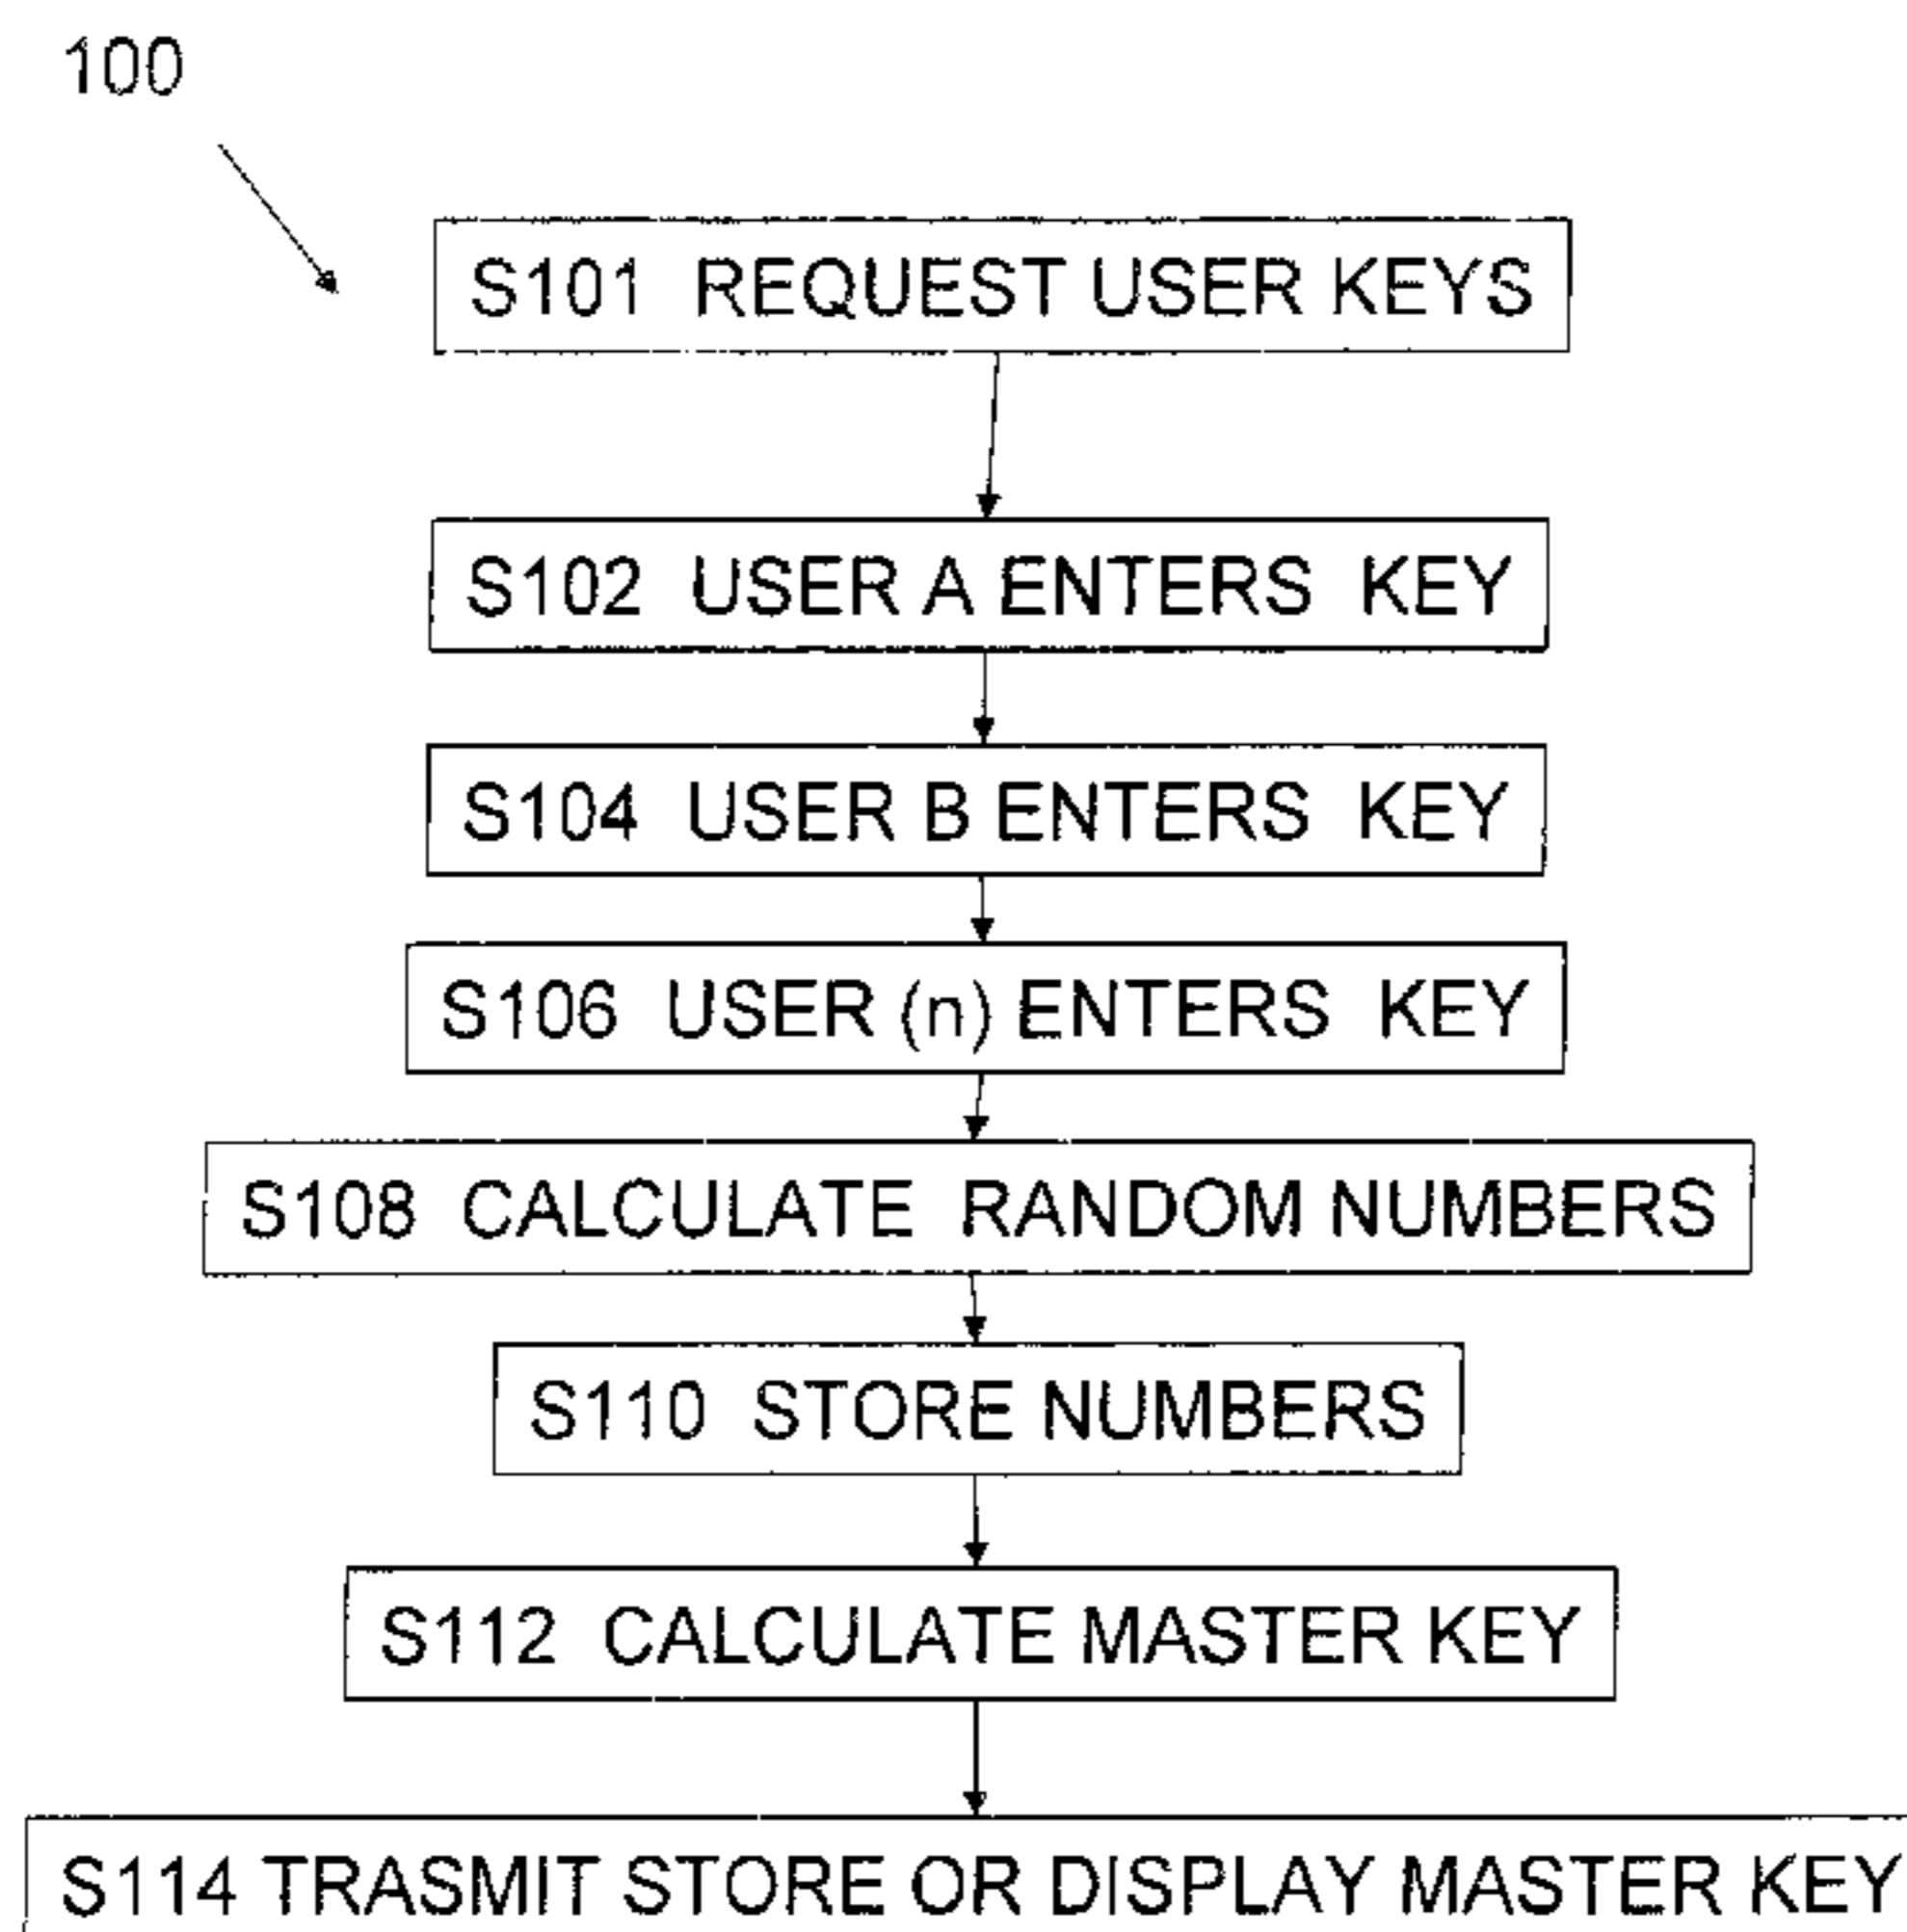 100
S101 REQUEST USER KEYS
S102 USER A ENTERS KEY
S104 USER B ENTERS KEY
S106 USER (n) ENTERS KEY
S108 CALCULATE RANDOM NUMBERS
S110 STORE NUMBERS
S112 CALCULATE MASTER KEY
S114 TRASMIT STORE OR DISPLAY MASTER KEY